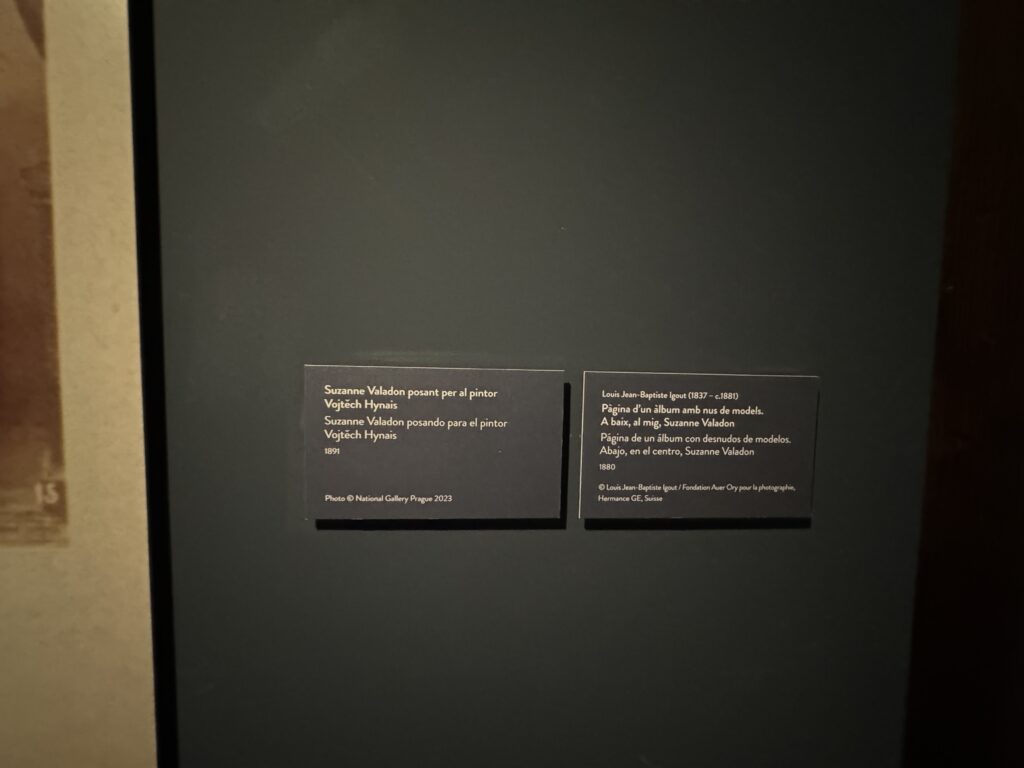 15
Suzanne Valadon posant per al pintor
Vojtěch Hynais
Suzanne Valadon posando para el pintor
Vojtěch Hynais
1891
Photo © National Gallery Prague 2023
Louis Jean-Baptiste Igout (1837 – c.1881)
Pàgina d'un àlbum amb nus de models.
A baix, al mig, Suzanne Valadon
Página de un álbum con desnudos de modelos.
Abajo, en el centro, Suzanne Valadon
1880
© Louis Jean-Baptiste Igout / Fondation Auer Ory pour la photographie,
Hermance GE, Suisse